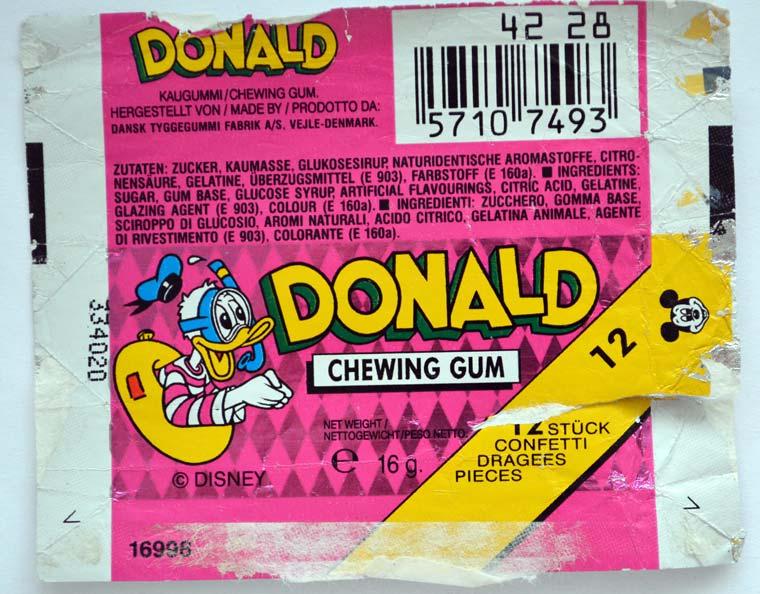 DONALD
42 28
KAUGUMMI/CHEWING GUM.
HERGESTELLT VON / MADE BY / PRODOTTO DA:
DANSK TYGGEGUMMI FABRIK A/S, VEJLE-DENMARK.
5710 7493
ZUTATEN: ZUCKER, KAUMASSE, GLUKOSESIRUP, NATURIDENTISCHE AROMASTOFFE, CITRO-
NENSÄURE, GELATINE, ÜBERZUGSMITTEL (E 903), FARBSTOFF (E 160a). ■ INGREDIENTS:
SUGAR, GUM BASE, GLUCOSE SYRUP, ARTIFICIAL FLAVOURINGS, CITRIC ACID, GELATINE,
GLAZING AGENT (E 903), COLOUR (E 160a). ■ INGREDIENTI: ZUCCHERO, GOMMA BASE,
SCIROPPO DI GLUCOSIO, AROMI NATURALI, ACIDO CITRICO, GELATINA ANIMALE, AGENTE
DI RIVESTIMENTO (E 903), COLORANTE (E 160a).
334020
DONALD
CHEWING GUM
12
NET WEIGHT/
NETTOGEWICHT/PESO NETTO:
e 16 g.
12 STÜCK
CONFETTI
DRAGEES
PIECES
© DISNEY
16996